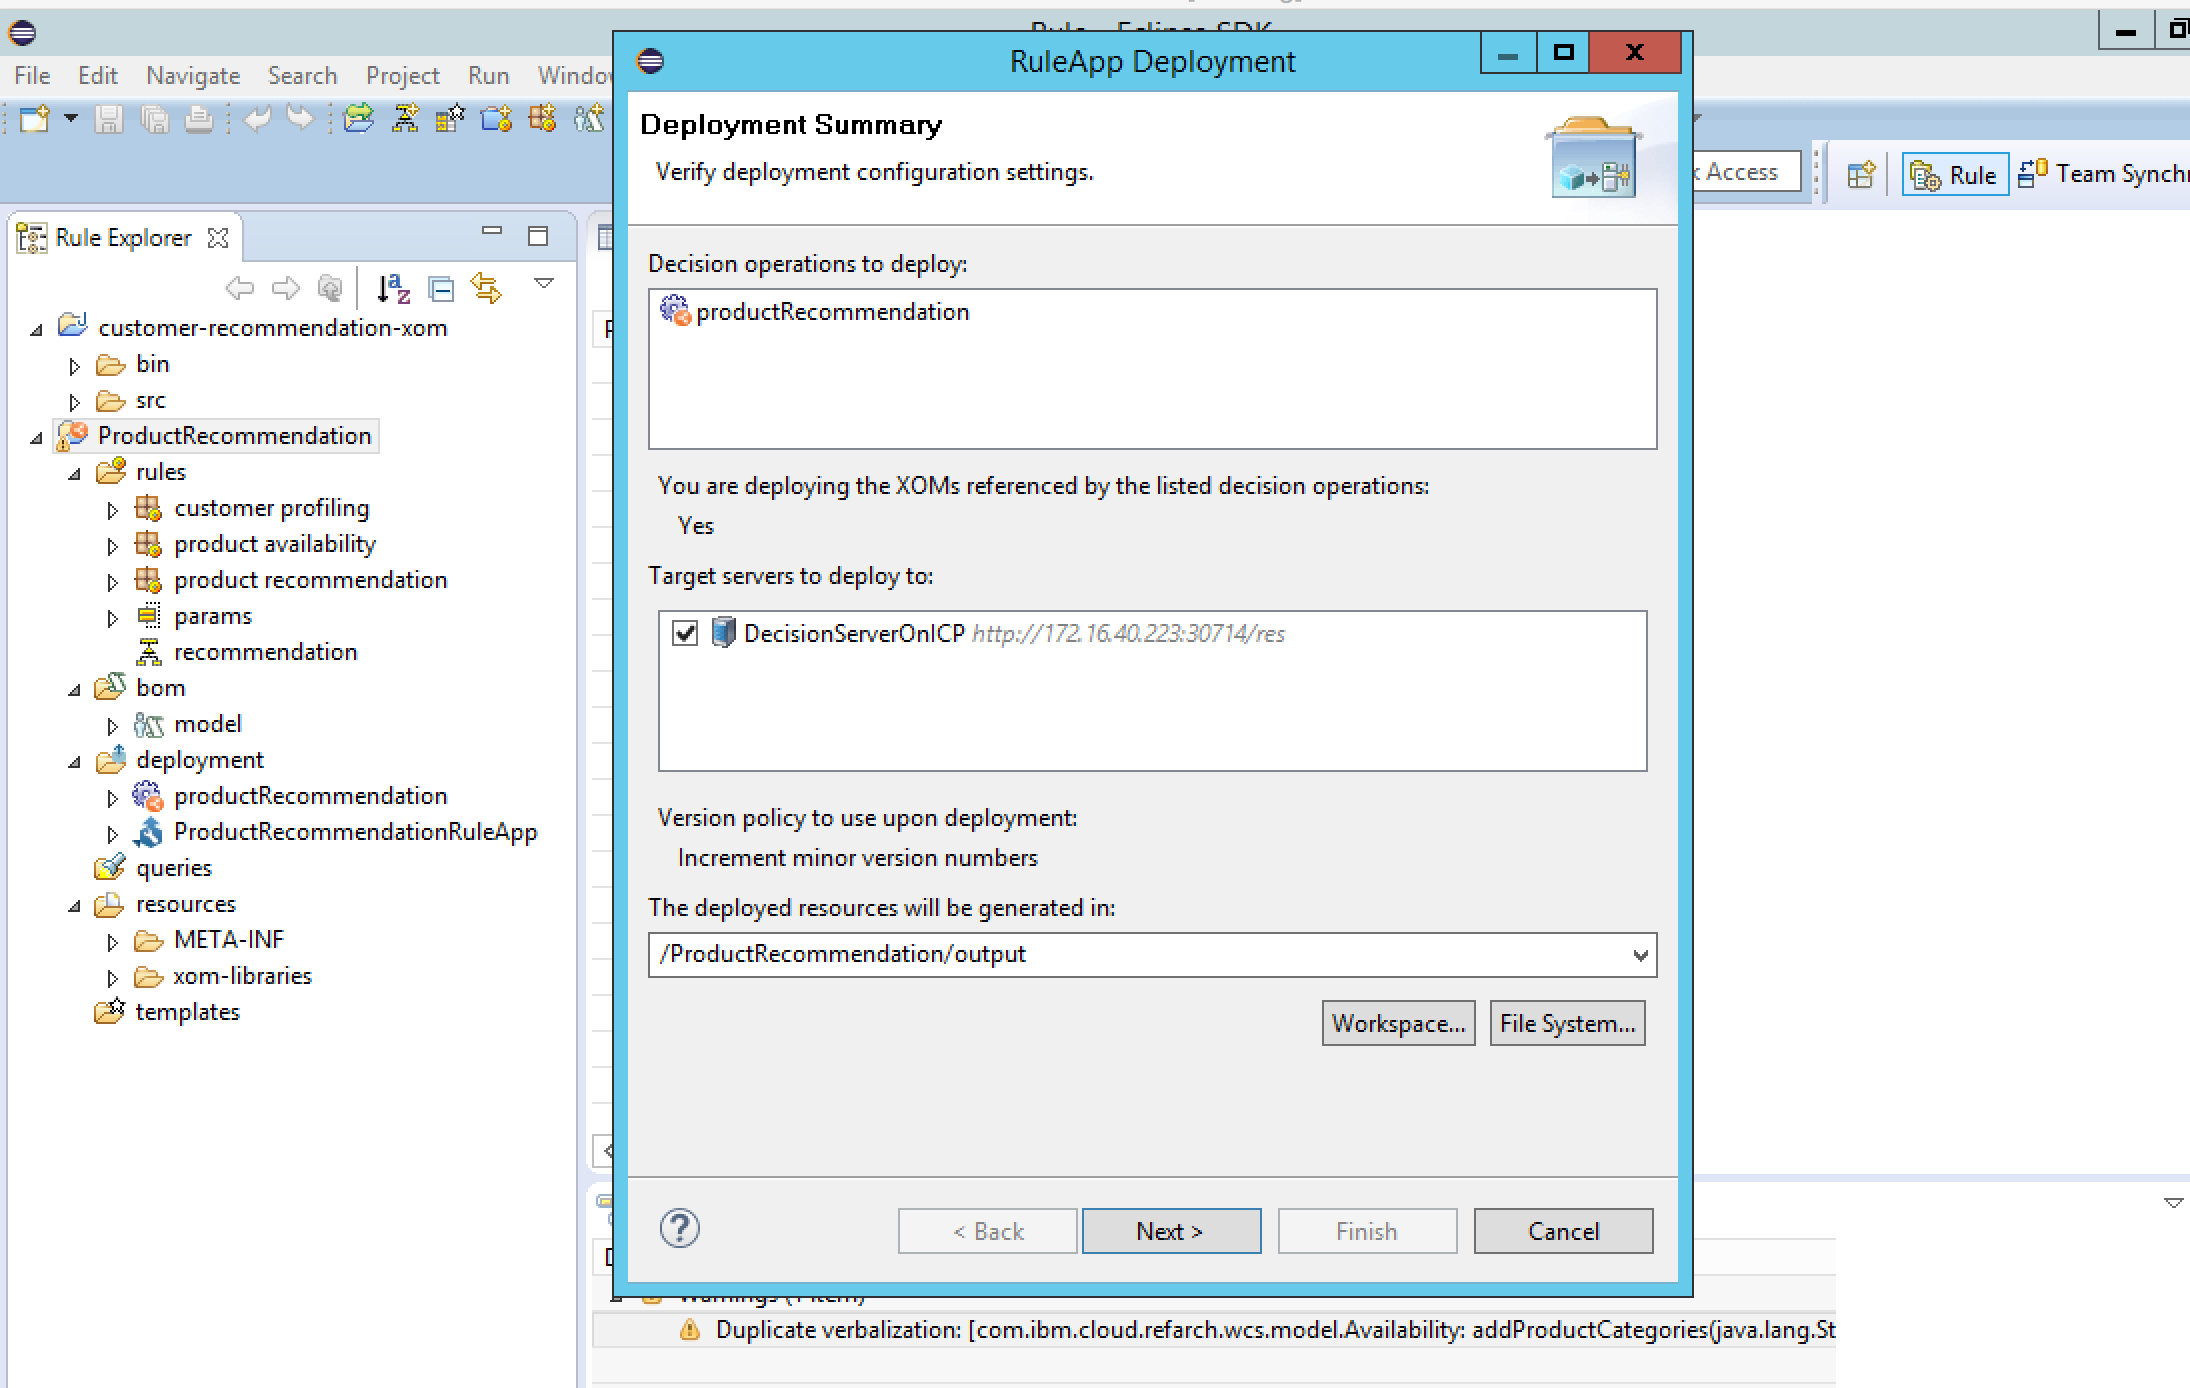 RuleApp Deployment
File Edit Navigate Search Project Run
Deployment Summary
Verify deployment configuration settings.
Access
Rule
Team
Rule Explorer
customer-recommendation-xom
bin
src
ProductRecommendation
rules
customer profiling
product availability
product recommendation
params
recommendation
bom
model
deployment
productRecommendation
ProductRecommendationRuleApp
queries
resources
META-INF
xom-libraries
templates
Decision operations to deploy:
productRecommendation
You are deploying the XOMs referenced by the listed decision operations:
Yes
Target servers to deploy to:
DecisionServerOnICP http://172.16.40.223:30714/res
Version policy to use upon deployment:
Increment minor version numbers
The deployed resources will be generated in:
/ProductRecommendation/output
Workspace... File System...
< Back Next > Finish Cancel
Duplicate verbalization: [com.ibm.cloud.refarch.wcs.model.Availability: addProductCategories(java.lang.St